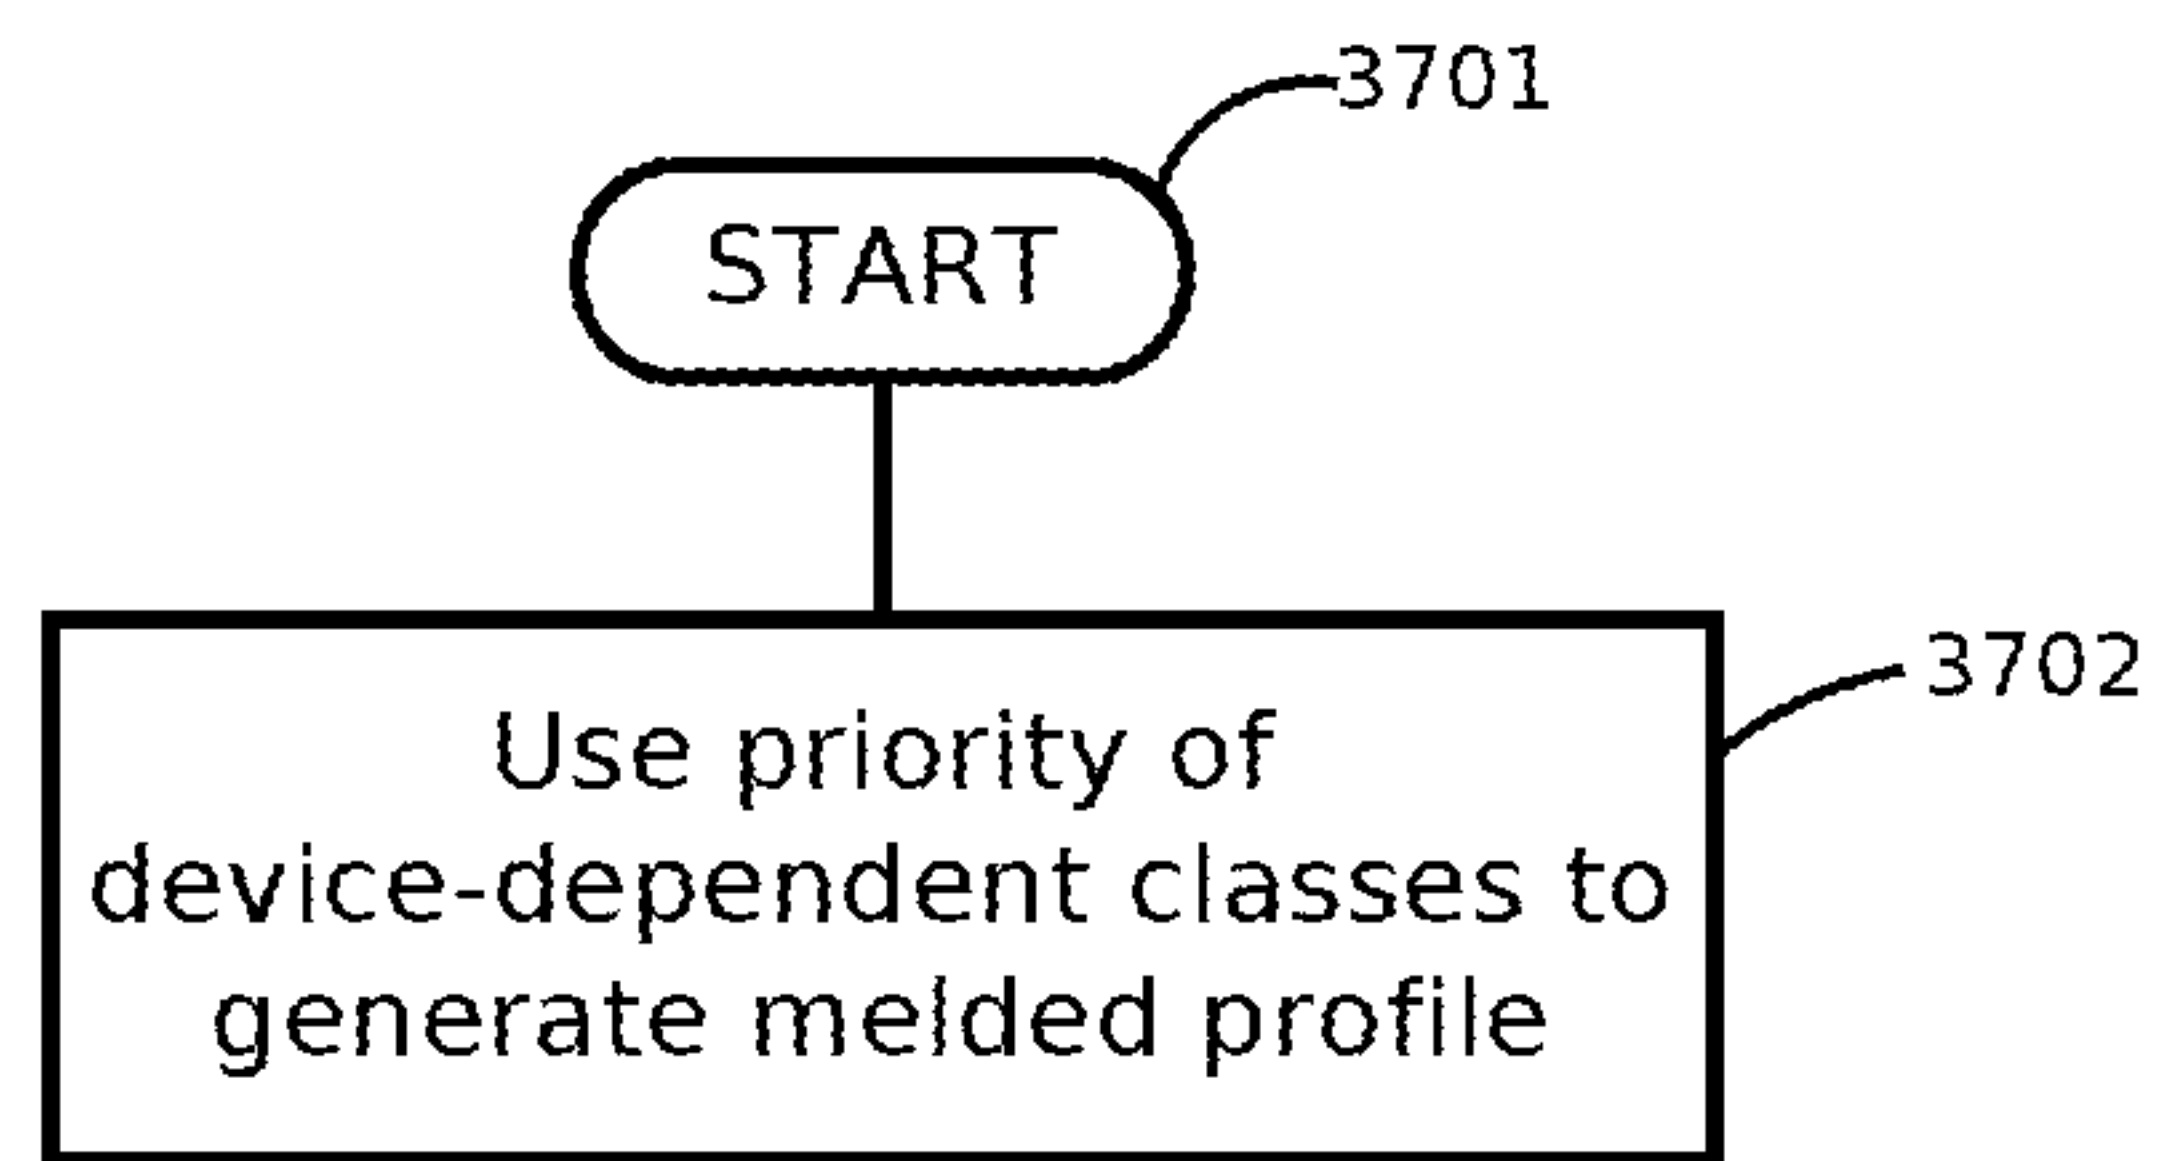 3701
START
3702
Use priority of
device-dependent classes to
generate melded profile